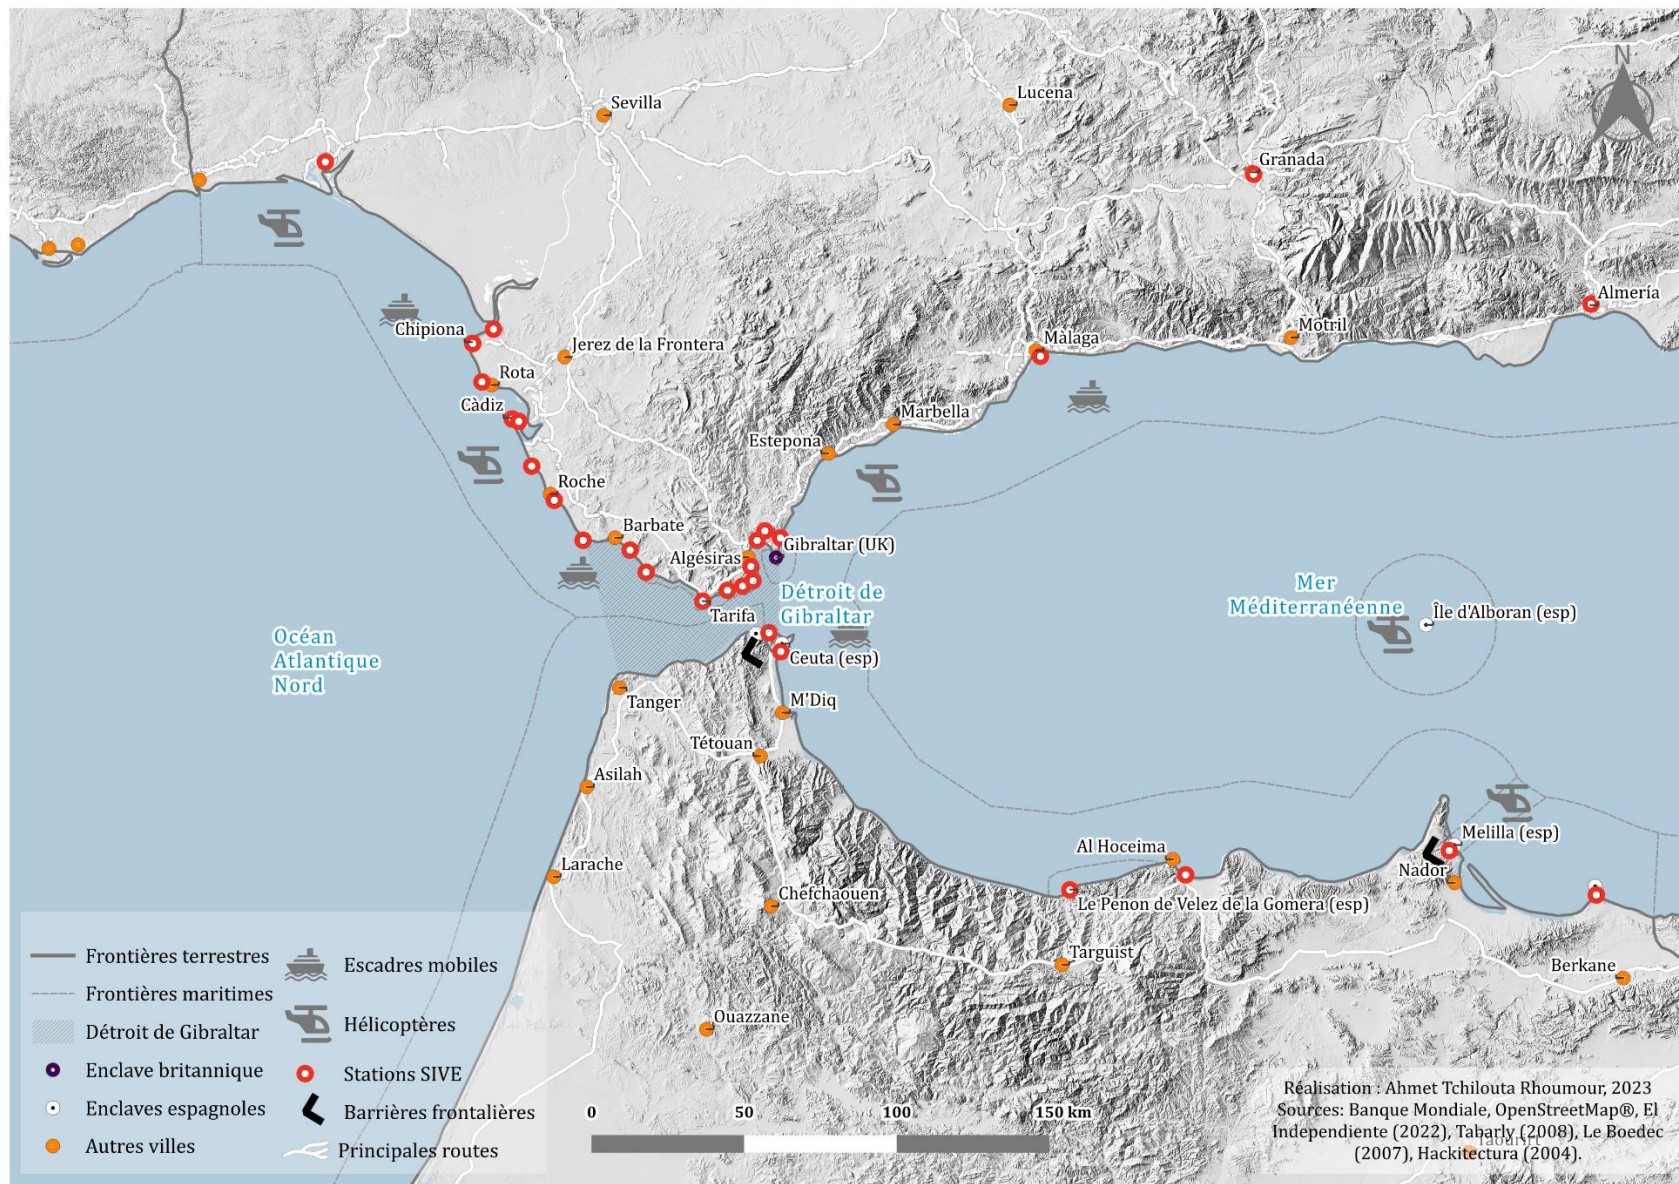 N
Sevilla
Lucena
Granada
Almería
Chipiona
Jerez de la Frontera
Màlaga
Motril
Rota
Càdiz
Marbella
Estepona
Roche
Barbate
Algésiras
Gibraltar (UK)
Tarifa
Détroit de
Gibraltar
Mer
Méditerranéenne
Île d'Alboran (esp)
Océan
Atlantique
Nord
Ceuta (esp)
Tanger
M'Diq
Tétouan
Asilah
Larache
Chefchaouen
Al Hoceima
Le Penon de Velez de la Gomera (esp)
Melilla (esp)
Nador
Targuist
Berkane
Ouazzane
Taourirt
Frontières terrestres
Frontières maritimes
Détroit de Gibraltar
Enclave britannique
Enclaves espagnoles
Autres villes
Escadres mobiles
Hélicoptères
Stations SIVE
Barrières frontalières
Principales routes
0 50 100 150 km
Réalisation : Ahmet Tchilouta Rhoumour, 2023
Sources: Banque Mondiale, OpenStreetMap®, El
Independiente (2022), Tabarly (2008), Le Boedec
(2007), Hackitectura (2004).